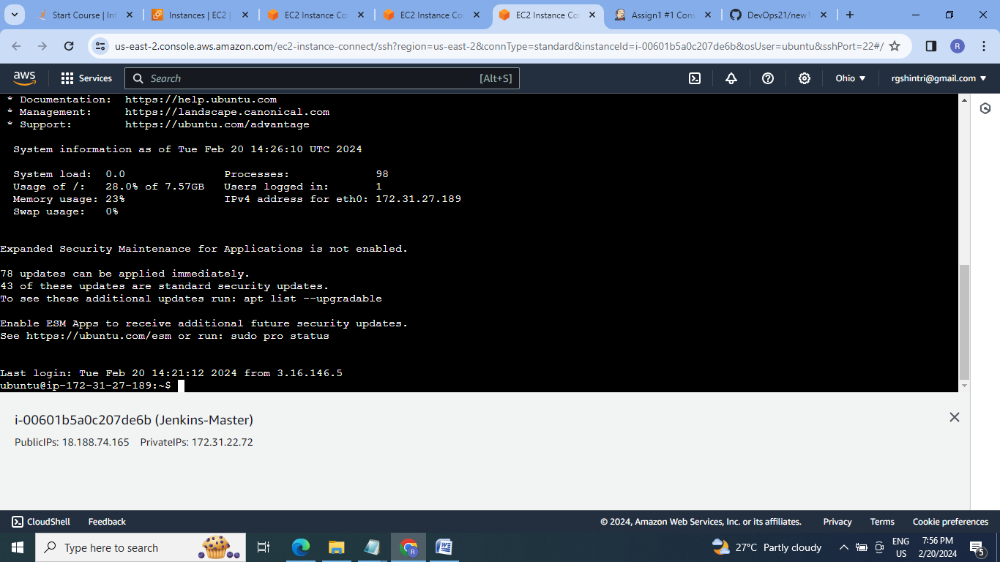 Start Course | Int
Instances | EC2 |
EC2 Instance Co
EC2 Instance Co
EC2 Instance Co
Assign1 #1 Cons
DevOps21/new1
us-east-2.console.aws.amazon.com/ec2-instance-connect/ssh?region=us-east-2&connType=standard&instanceId=i-00601b5a0c207de6b&osUser=ubuntu&sshPort=22#/
R
aws
Services
Search
[Alt+S]
Ohio
rgshintri@gmail.com
* Documentation: https://help.ubuntu.com
* Management: https://landscape.canonical.com
* Support: https://ubuntu.com/advantage
System information as of Tue Feb 20 14:26:10 UTC 2024
System load: 0.0 Processes: 98
Usage of /: 28.0% of 7.57GB Users logged in: 1
Memory usage: 23% IPv4 address for eth0: 172.31.27.189
Swap usage: 0%
Expanded Security Maintenance for Applications is not enabled.
78 updates can be applied immediately.
43 of these updates are standard security updates.
To see these additional updates run: apt list --upgradable
Enable ESM Apps to receive additional future security updates.
See https://ubuntu.com/esm or run: sudo pro status
Last login: Tue Feb 20 14:21:12 2024 from 3.16.146.5
ubuntu@ip-172-31-27-189:~$
i-00601b5a0c207de6b (Jenkins-Master)
PublicIPs: 18.188.74.165 PrivateIPs: 172.31.22.72
CloudShell
Feedback
© 2024, Amazon Web Services, Inc. or its affiliates.
Privacy
Terms
Cookie preferences
Type here to search
R
27°C Partly cloudy
ENG
US
7:56 PM
2/20/2024
5